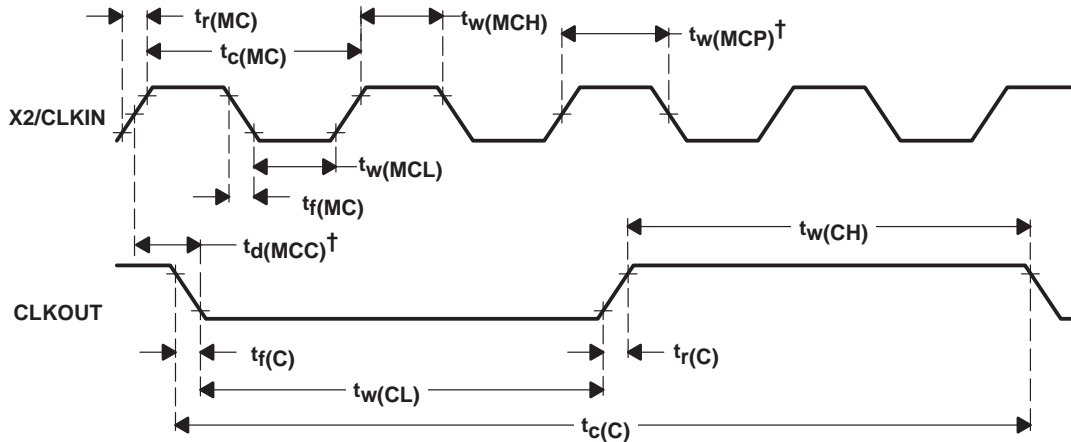 tr(MC)
tw(MCH)
tw(MCP)†
tc(MC)
X2/CLKIN
tw(MCL)
tf(MC)
tw(CH)
td(MCC)†
CLKOUT
tf(C)
tr(C)
tw(CL)
tc(C)